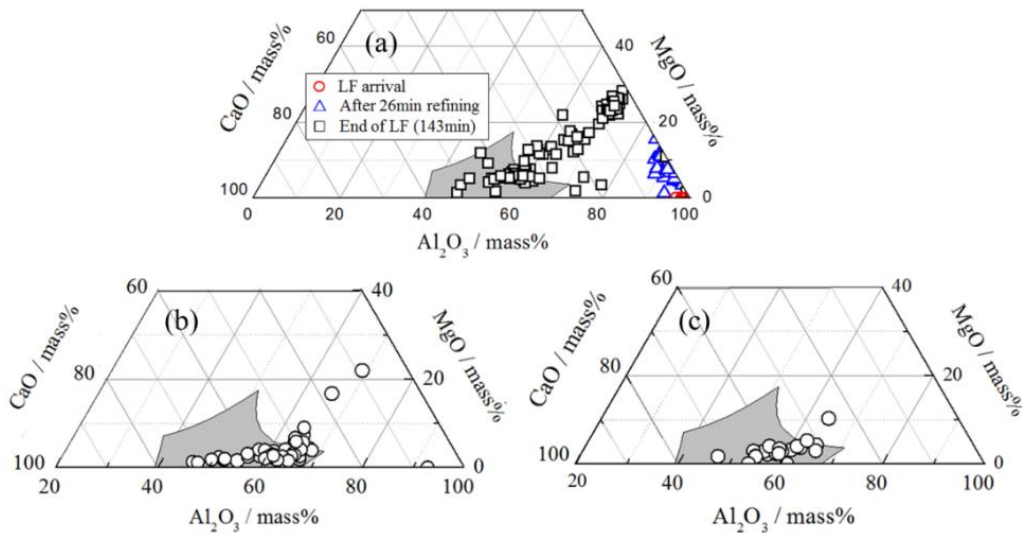 (a)
CaO / mass%
60
80
100
40
20
0
MgO / mass%
LF arrival
After 26min refining
End of LF (143min)
0
20
40
60
80
100
Al₂O₃ / mass%
(b)
CaO / mass%
60
80
100
40
20
0
MgO / mass%
20
40
60
80
100
Al₂O₃ / mass%
(c)
CaO / mass%
60
80
100
40
20
0
MgO / mass%
20
40
60
80
100
Al₂O₃ / mass%